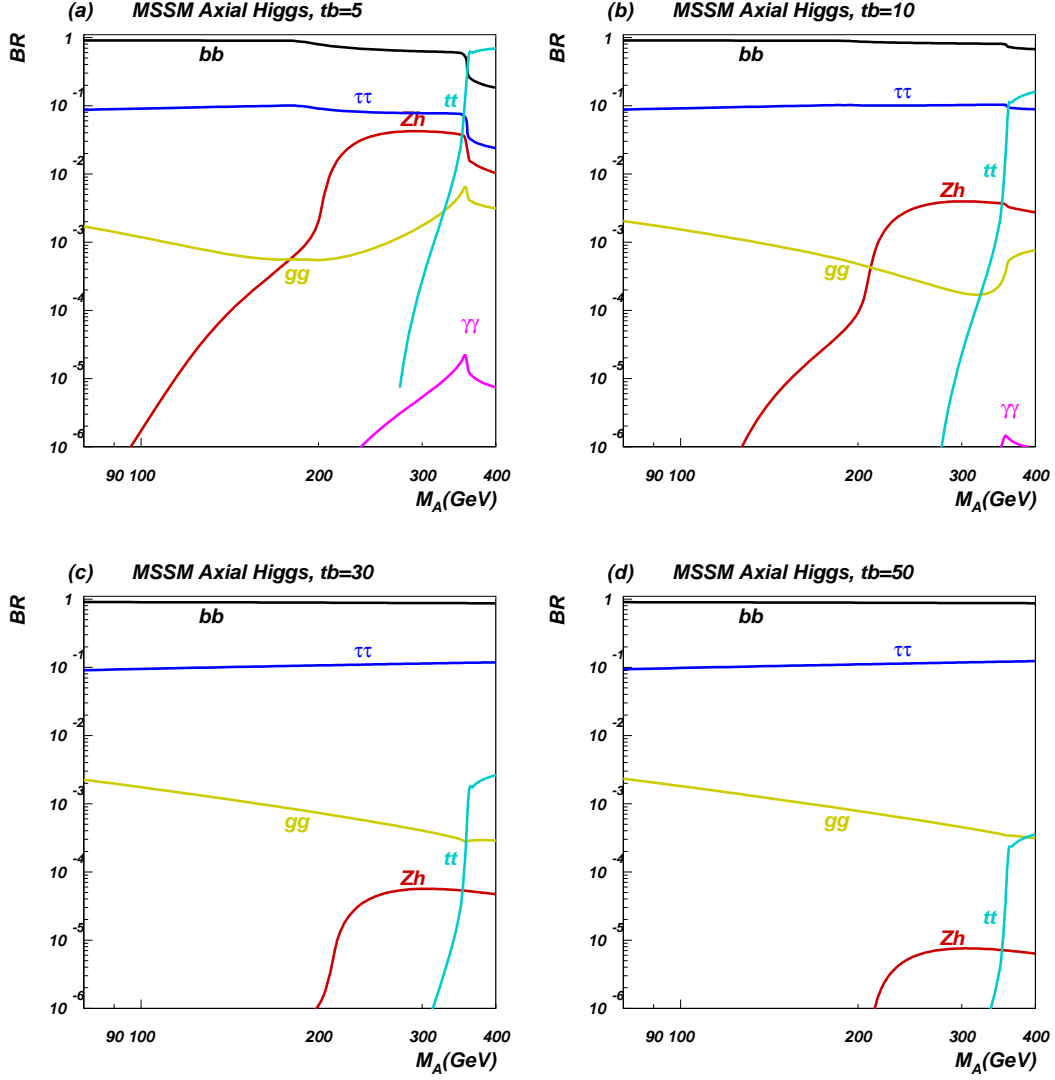 (a) MSSM Axial Higgs, tb=5
BR
1
bb
10^-1
ττ
tt
Zh
10^-2
10^-3
gg
10^-4
γγ
10^-5
10^-6
90 100 200 300 400
M_A(GeV)
(b) MSSM Axial Higgs, tb=10
BR
1
bb
10^-1
ττ
10^-2
tt
Zh
10^-3
gg
10^-4
10^-5
γγ
10^-6
90 100 200 300 400
M_A(GeV)
(c) MSSM Axial Higgs, tb=30
BR
1
bb
10^-1
ττ
10^-2
10^-3
gg
10^-4
tt
Zh
10^-5
10^-6
90 100 200 300 400
M_A(GeV)
(d) MSSM Axial Higgs, tb=50
BR
1
bb
10^-1
ττ
10^-2
10^-3
gg
10^-4
tt
10^-5
Zh
10^-6
90 100 200 300 400
M_A(GeV)